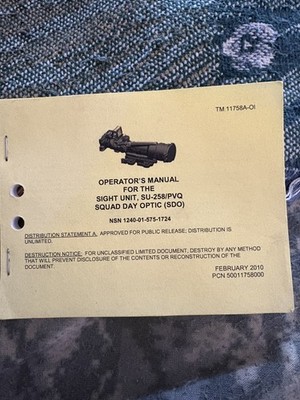 TM 11758A-OI
OPERATOR'S MANUAL
FOR THE
SIGHT UNIT, SU-258/PVQ
SQUAD DAY OPTIC (SDO)
NSN 1240-01-575-1724
DISTRIBUTION STATEMENT A. APPROVED FOR PUBLIC RELEASE; DISTRIBUTION IS
UNLIMITED.
DESTRUCTION NOTICE: FOR UNCLASSIFIED LIMITED DOCUMENT, DESTROY BY ANY METHOD
THAT WILL PREVENT DISCLOSURE OF THE CONTENTS OR RECONSTRUCTION OF THE
DOCUMENT.
FEBRUARY 2010
PCN 50011758000